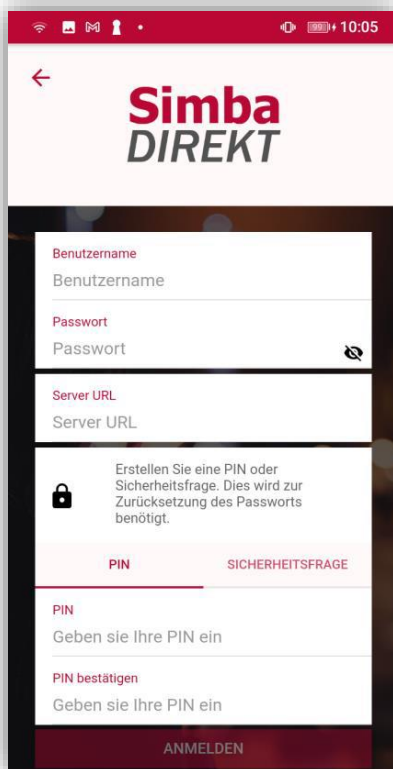 99 10:05
Simba
DIREKT
Benutzername
Benutzername
Passwort
Passwort
Server URL
Server URL
Erstellen Sie eine PIN oder
Sicherheitsfrage. Dies wird zur
Zurücksetzung des Passworts
benötigt.
PIN SICHERHEITSFRAGE
PIN
Geben sie Ihre PIN ein
PIN bestätigen
Geben sie Ihre PIN ein
ANMELDEN